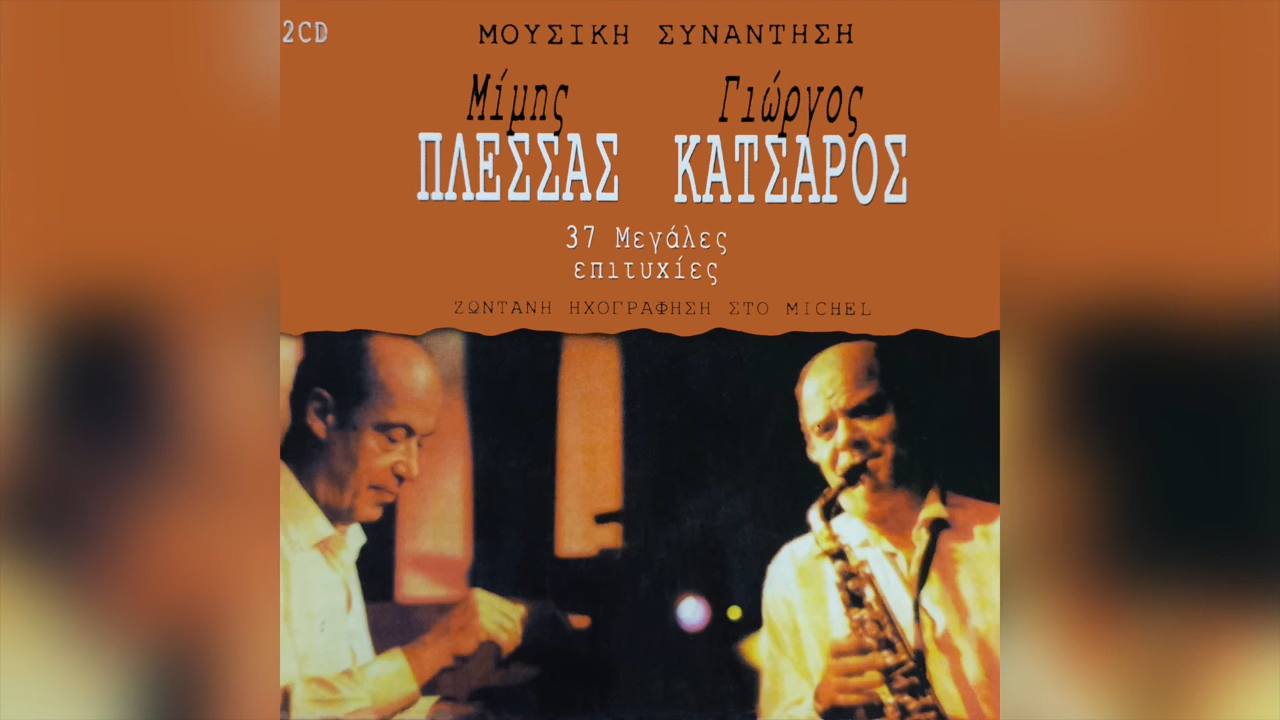 2CD
ΜΟΥΣΙΚΗ ΣΥΝΑΝΤΗΣΗ
Μίμης Γιώργος
ΠΛΕΣΣΑΣ ΚΑΤΣΑΡΟΣ
37 Μεγάλες
επιτυχίες
ΖΩΝΤΑΝΗ ΗΧΟΓΡΑΦΗΣΗ ΣΤΟ MICHEL